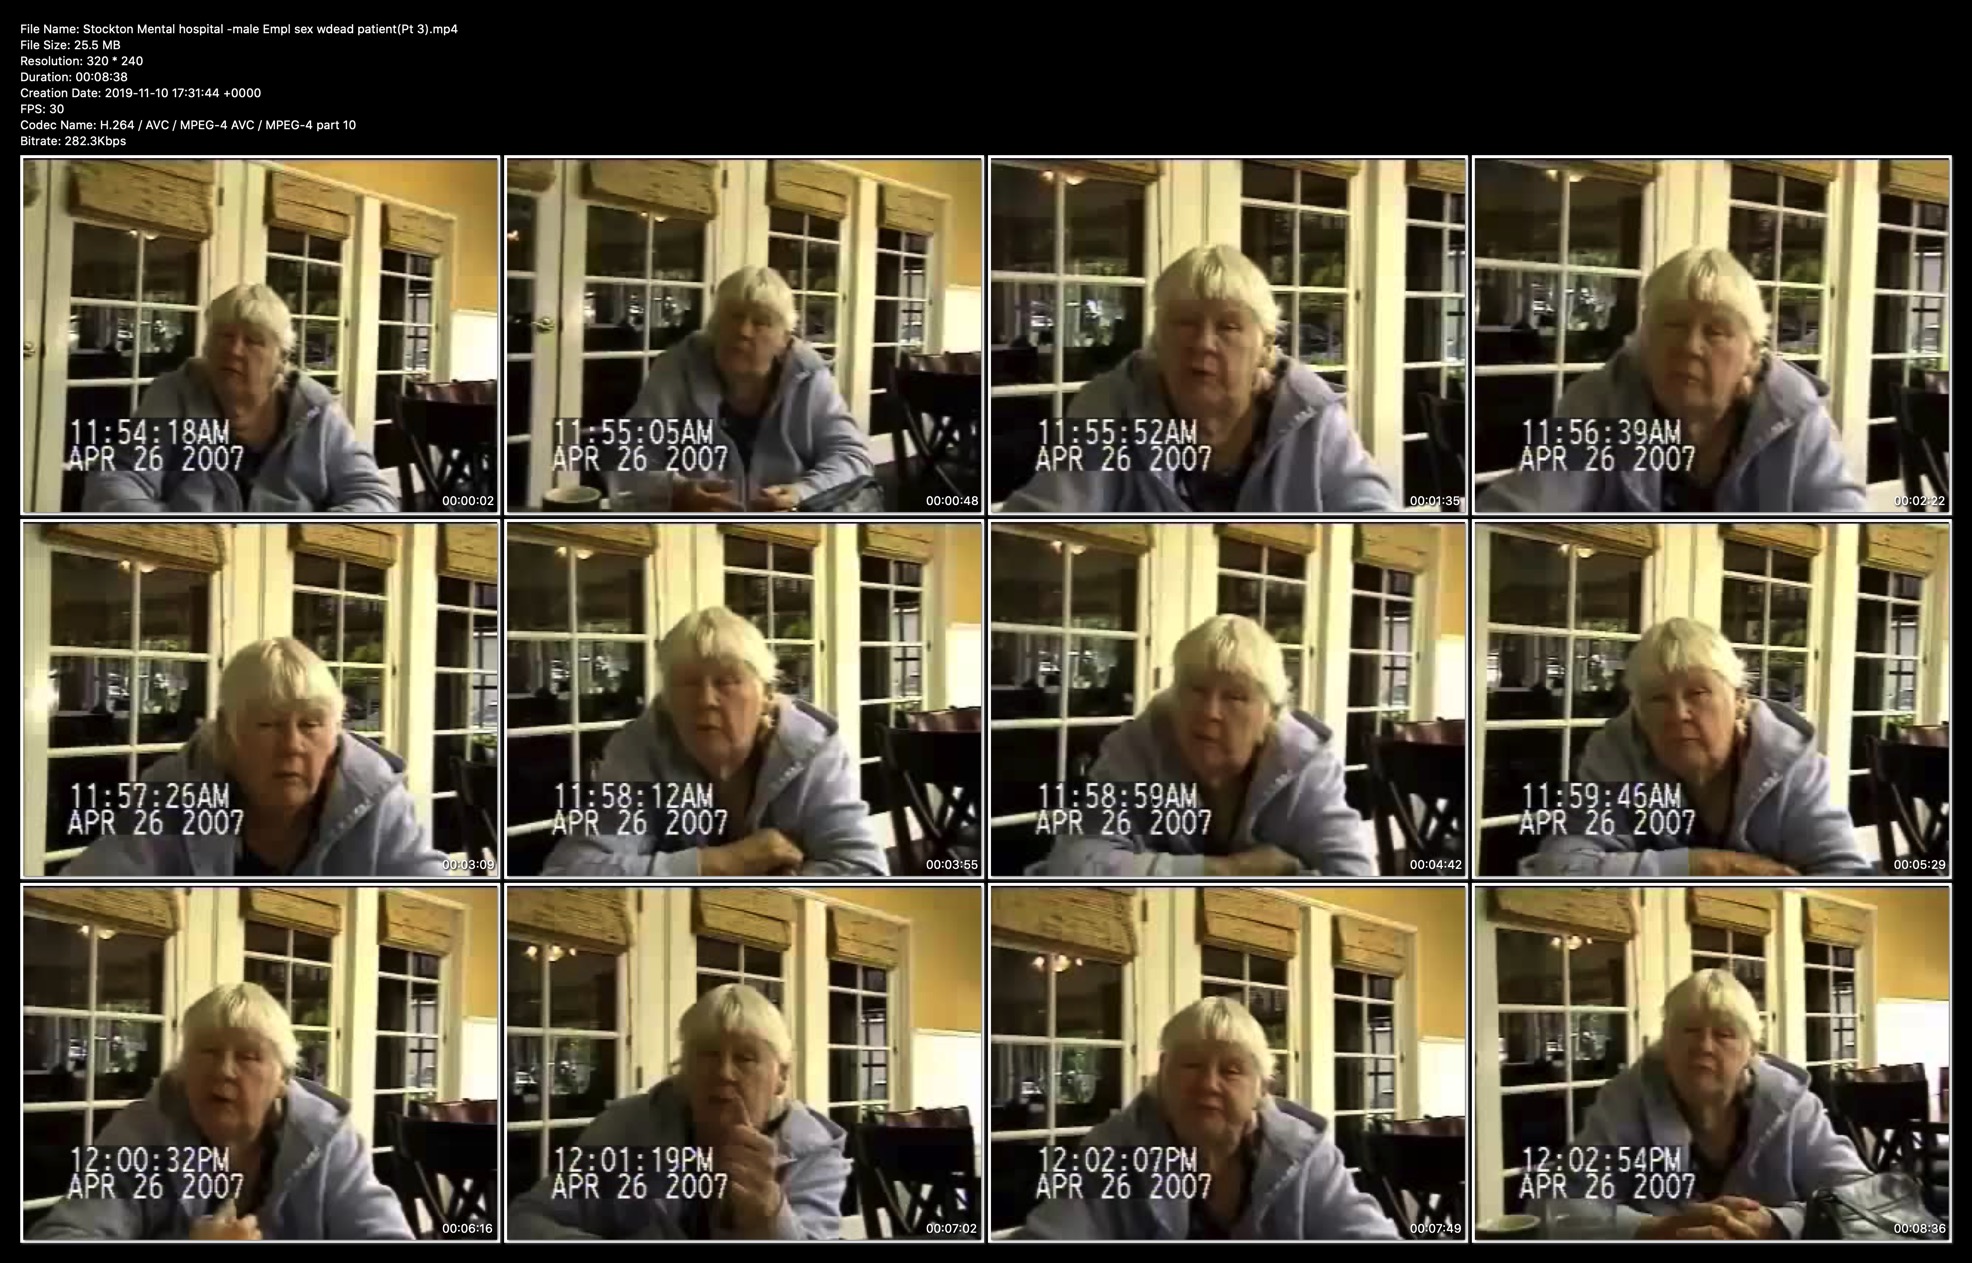 File Name: Stockton Mental hospital -male Empl sex wdead patient(Pt 3).mp4
File Size: 25.5 MB
Resolution: 320 * 240
Duration: 00:08:38
Creation Date: 2019-11-10 17:31:44 +0000
FPS: 30
Codec Name: H.264 / AVC / MPEG-4 AVC / MPEG-4 part 10
Bitrate: 282.3Kbps
11:54:18AM
APR 26 2007
00:00:02
11:55:05AM
APR 26 2007
00:00:48
11:55:52AM
APR 26 2007
00:01:35
11:56:39AM
APR 26 2007
00:02:22
11:57:26AM
APR 26 2007
00:03:09
11:58:12AM
APR 26 2007
00:03:55
11:58:59AM
APR 26 2007
00:04:42
11:59:46AM
APR 26 2007
00:05:29
12:00:32PM
APR 26 2007
00:06:16
12:01:19PM
APR 26 2007
00:07:02
12:02:07PM
APR 26 2007
00:07:49
12:02:54PM
APR 26 2007
00:08:36